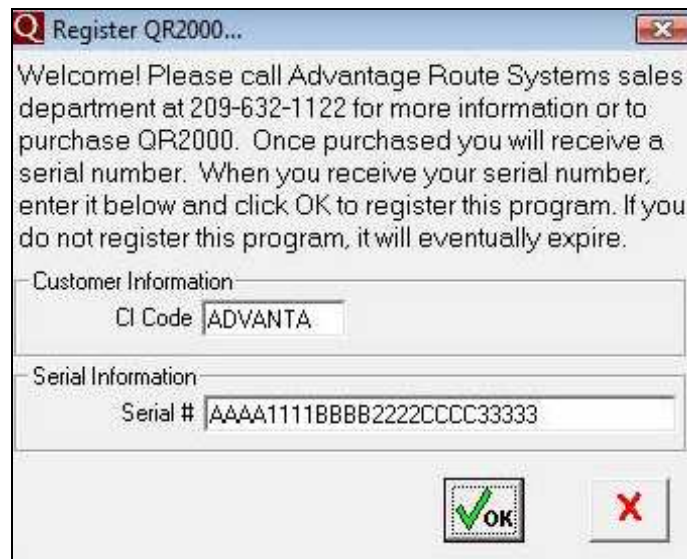 Q Register QR2000...
Welcome! Please call Advantage Route Systems sales
department at 209-632-1122 for more information or to
purchase QR2000. Once purchased you will receive a
serial number. When you receive your serial number,
enter it below and click OK to register this program. If you
do not register this program, it will eventually expire.
Customer Information
CI Code ADVANTA
Serial Information
Serial # AAAA1111BBBB2222CCCC33333
OK